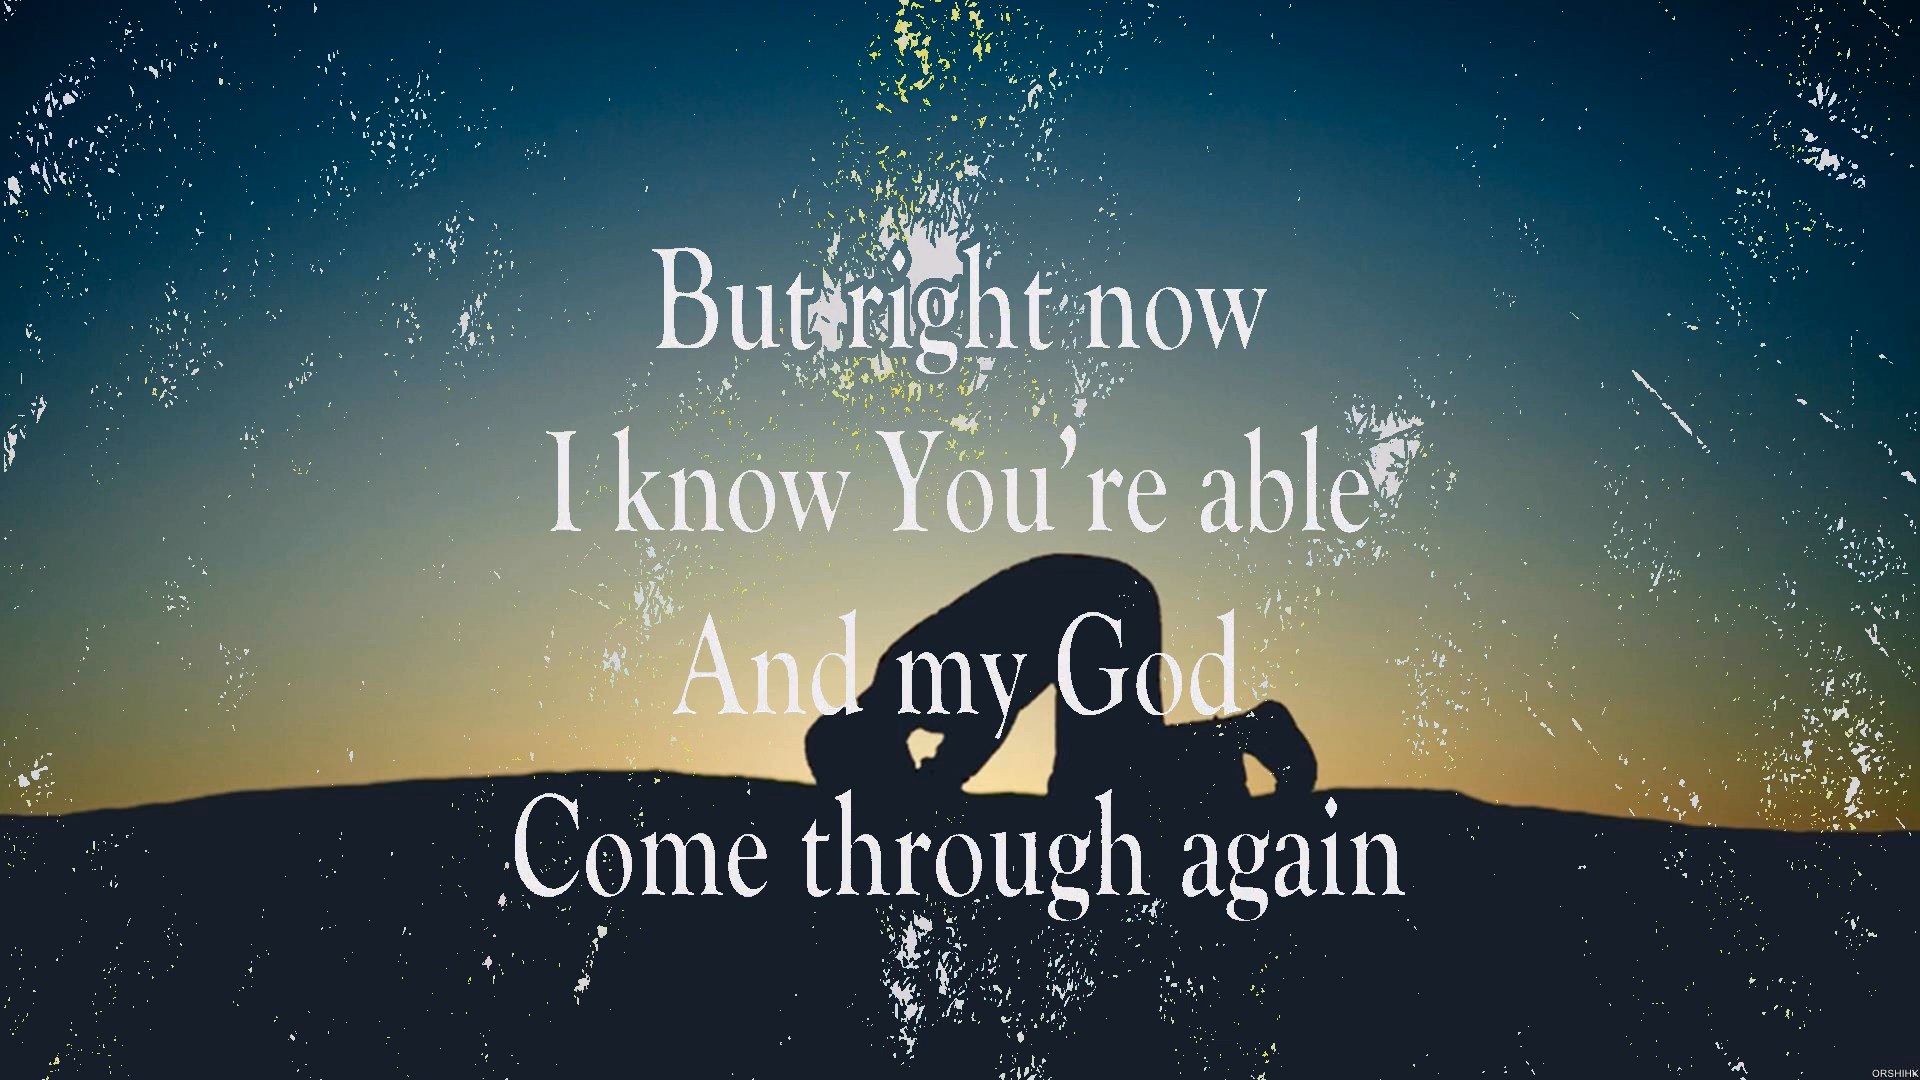 But right now
I know You’re able
And my God
Come through again
ORSHIHK